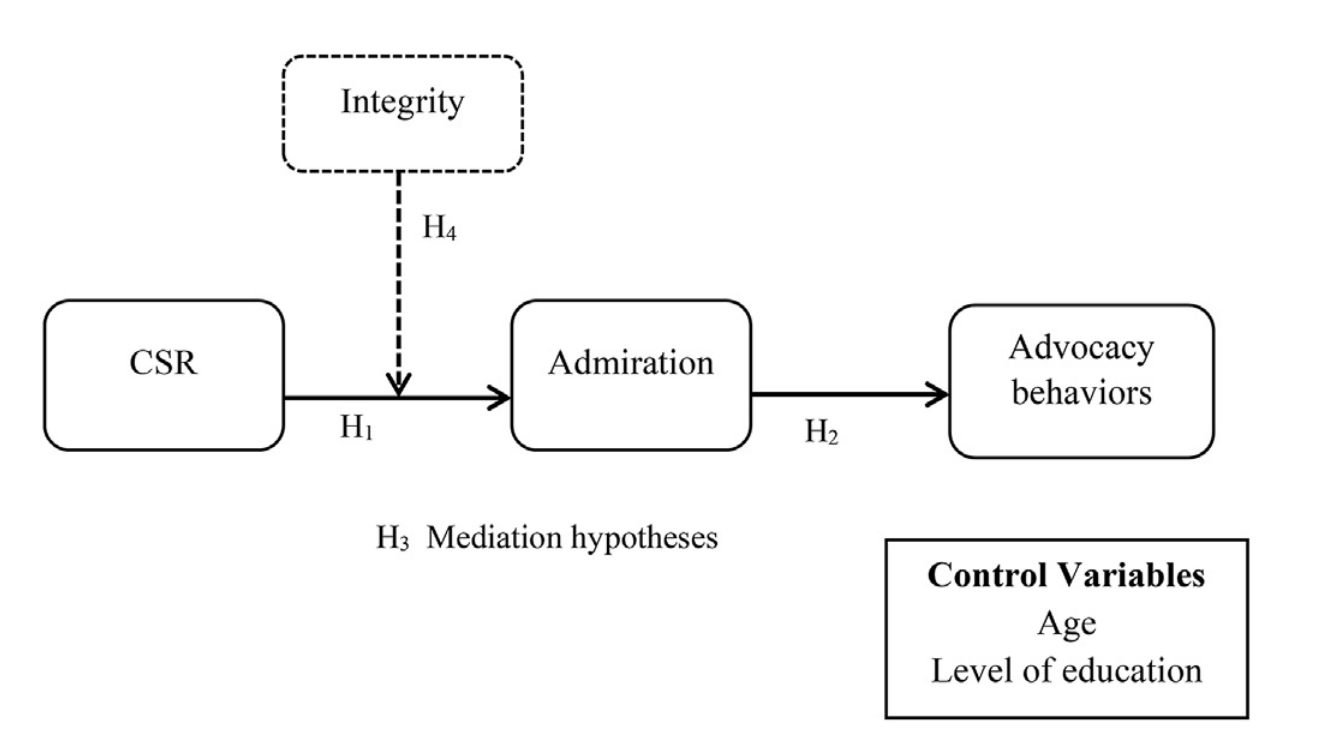 Integrity
H₄
CSR
Admiration
Advocacy
behaviors
H₁
H₂
H₃ Mediation hypotheses
Control Variables
Age
Level of education